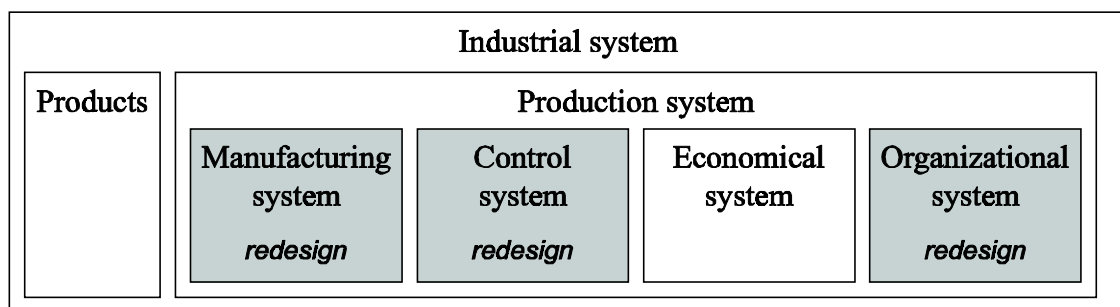 Industrial system
Products
Production system
Manufacturing
system
redesign
Control
system
redesign
Economical
system
Organizational
system
redesign